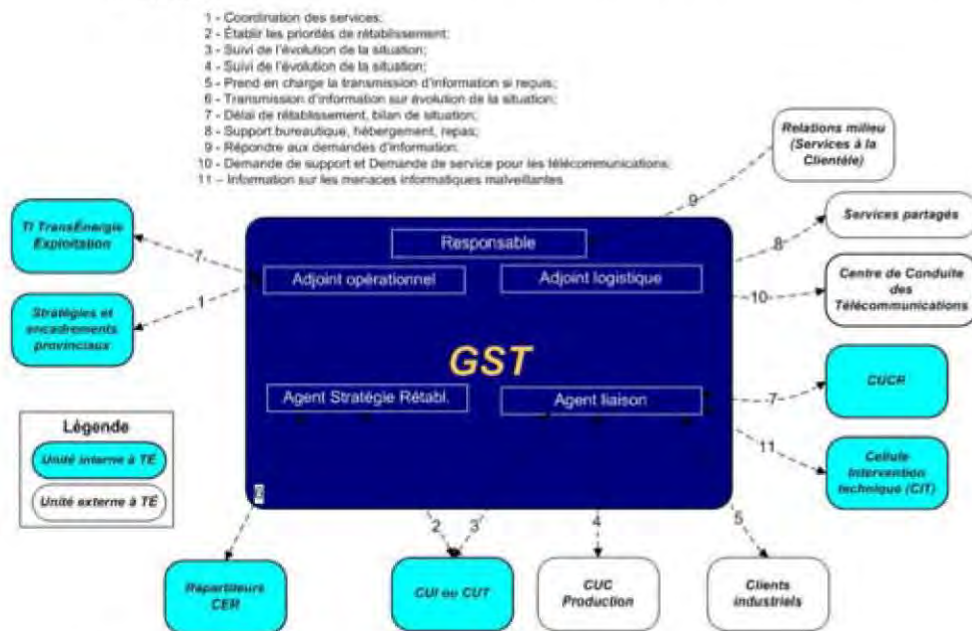 1 - Coordination des services;
2 - Établir les priorités de rétablissement;
3 - Suivi de l'évolution de la situation;
4 - Suivi de l'évolution de la situation;
5 - Prend en charge la transmission d'information si requis;
6 - Transmission d'information sur évolution de la situation;
7 - Délai de rétablissement, bilan de situation;
8 - Support bureautique, hébergement, repas;
9 - Répondre aux demandes d'information;
10 - Demande de support et Demande de service pour les télécommunications;
11 – Information sur les menaces informatiques malveillantes
Relations milieu
(Services à la
Clientèle)
9
TI TransÉnergie
Exploitation
7
Services partagés
8
Responsable
Adjoint opérationnel
Adjoint logistique
Centre de Conduite
des
Télécommunications
10
1
Stratégies et
encadrements
provinciaux
GST
CUCR
7
Agent Stratégie Rétabl.
Agent liaison
Légende
Unité interne à TÉ
Unité externe à TÉ
11
Cellule
Intervention
technique (CIT)
6
2
3
4
5
Répartiteurs
CER
CUI ou CUT
CUC
Production
Clients
industriels